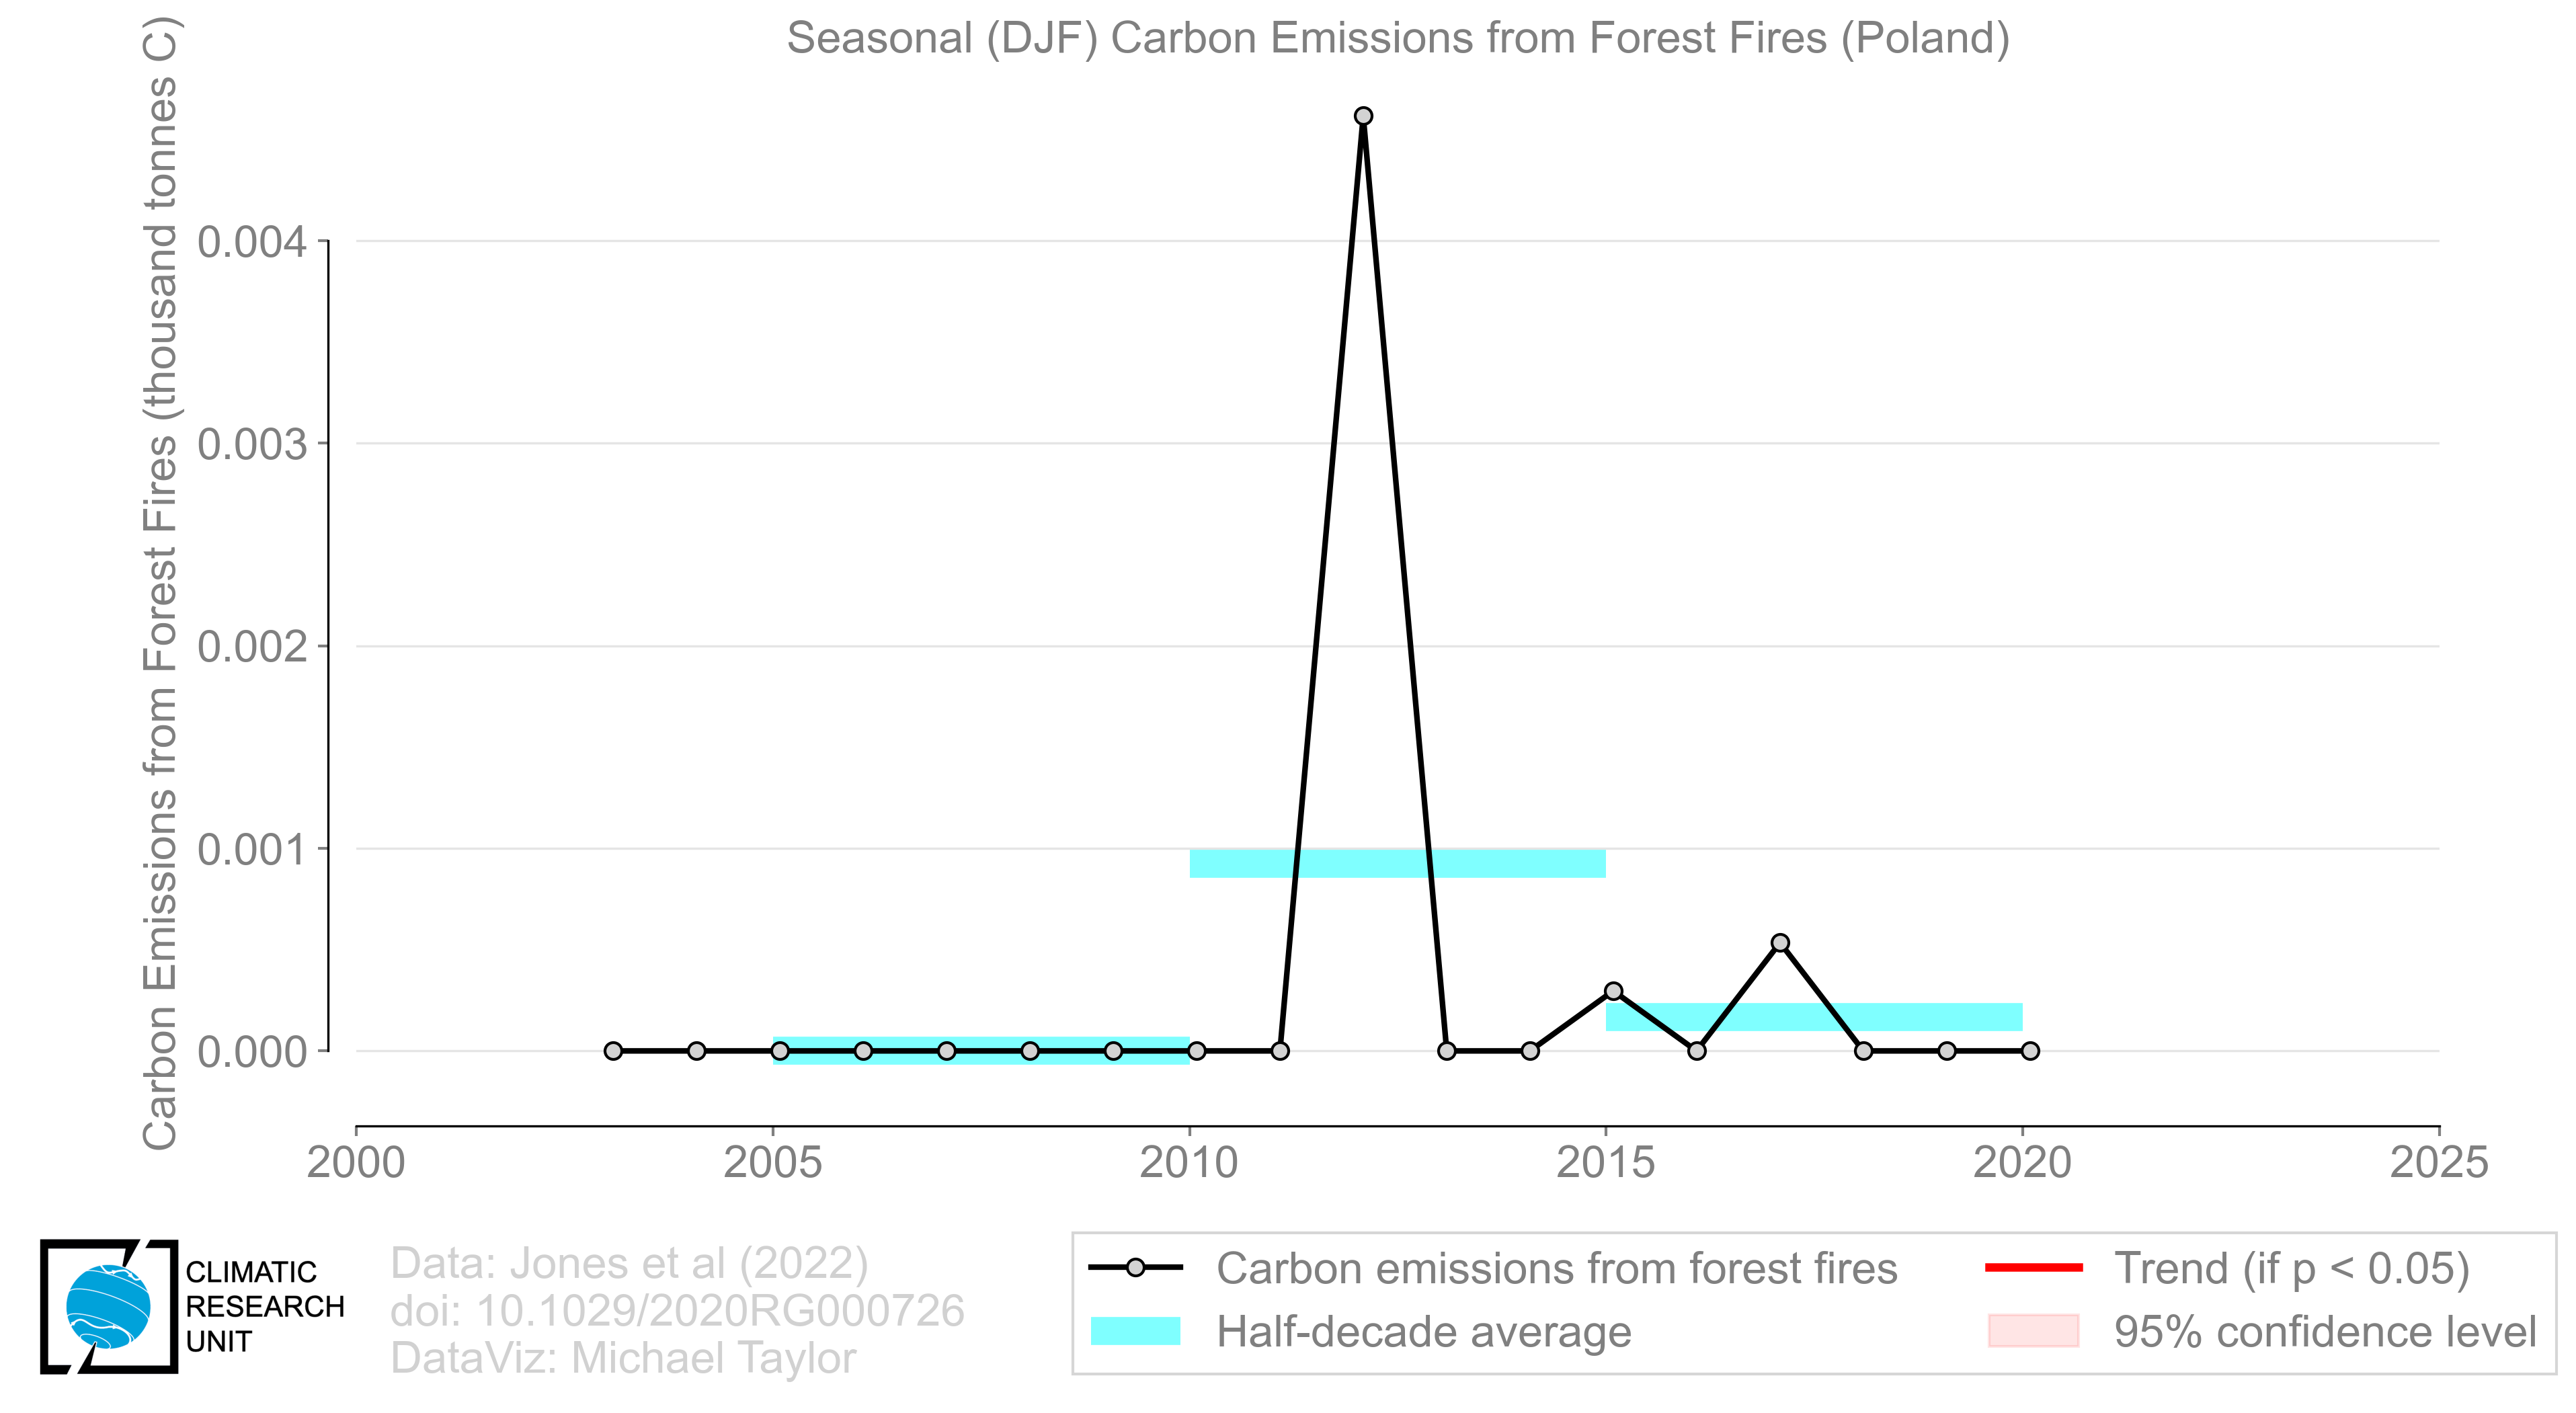 Seasonal (DJF) Carbon Emissions from Forest Fires (Poland)
Carbon Emissions from Forest Fires (thousand tonnes C)
0.004
0.003
0.002
0.001
0.000
2000 2005 2010 2015 2020 2025
CLIMATIC
RESEARCH
UNIT
Data: Jones et al (2022)
doi: 10.1029/2020RG000726
DataViz: Michael Taylor
Carbon emissions from forest fires
Half-decade average
Trend (if p < 0.05)
95% confidence level